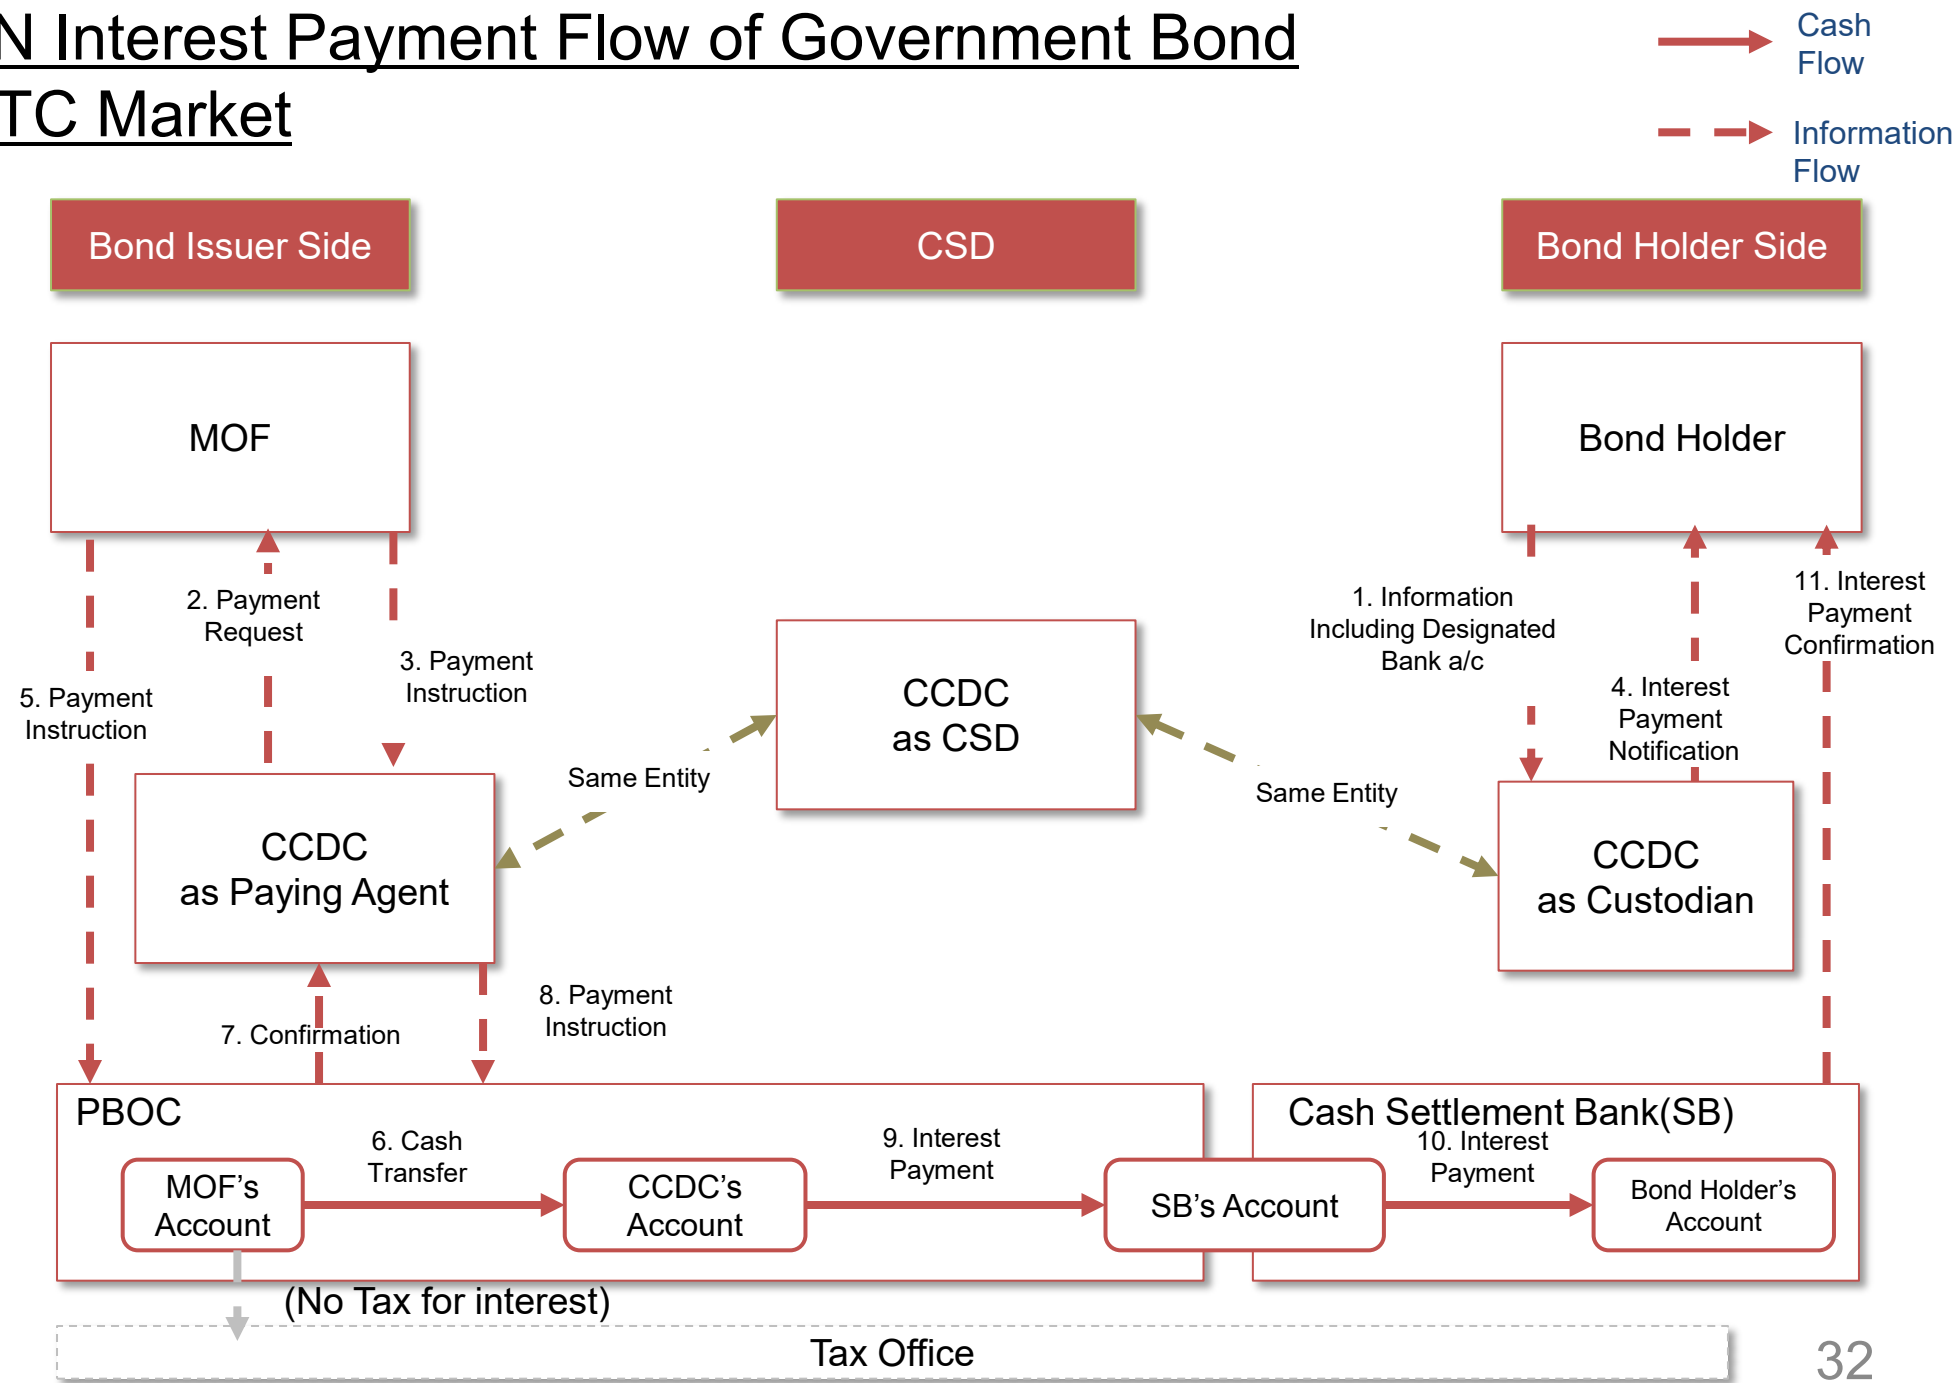 N Interest Payment Flow of Government Bond
TC Market
Cash
Flow
Information
Flow
Bond Issuer Side
CSD
Bond Holder Side
MOF
Bond Holder
2. Payment
Request
3. Payment
Instruction
5. Payment
Instruction
1. Information
Including Designated
Bank a/c
4. Interest
Payment
Notification
11. Interest
Payment
Confirmation
CCDC
as CSD
Same Entity
Same Entity
CCDC
as Paying Agent
CCDC
as Custodian
7. Confirmation
8. Payment
Instruction
PBOC
Cash Settlement Bank(SB)
6. Cash
Transfer
9. Interest
Payment
10. Interest
Payment
MOF's
Account
CCDC's
Account
SB's Account
Bond Holder's
Account
(No Tax for interest)
Tax Office
32